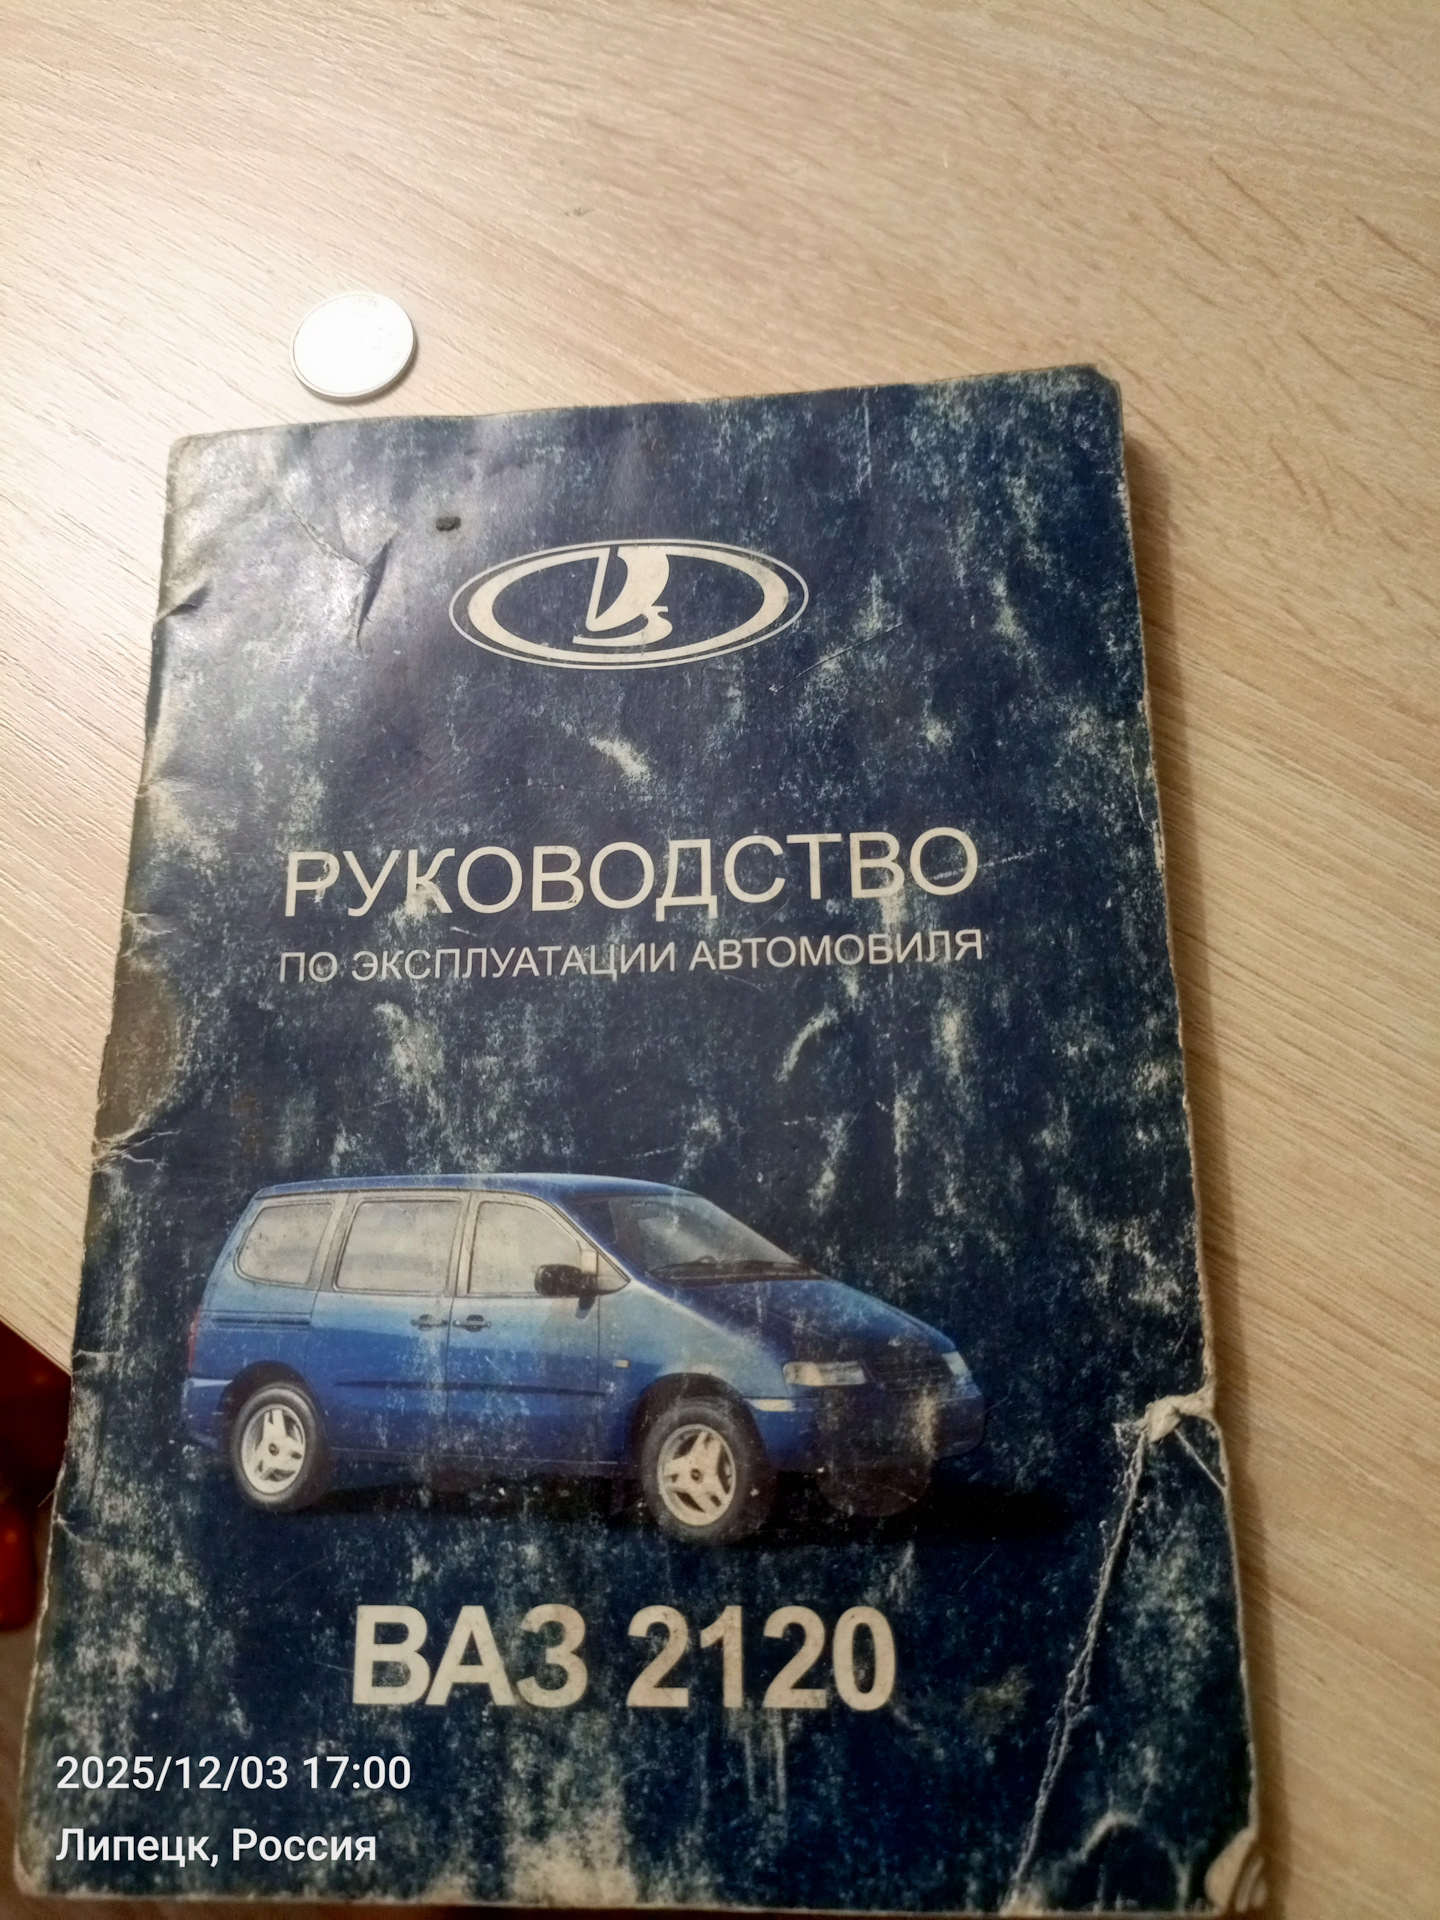 РУКОВОДСТВО
ПО ЭКСПЛУАТАЦИИ АВТОМОБИЛЯ
ВАЗ 2120
2025/12/03 17:00
Липецк, Россия